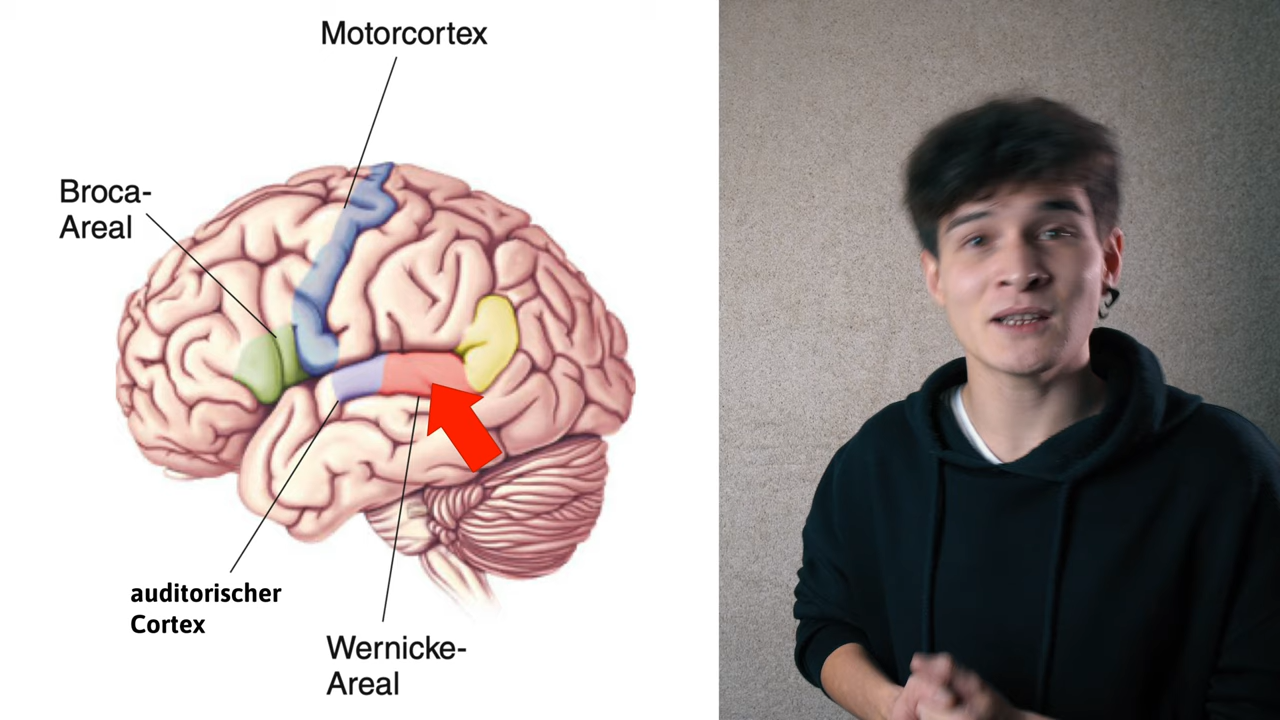 Motorcortex
Broca-
Areal
auditorischer
Cortex
Wernicke-
Areal